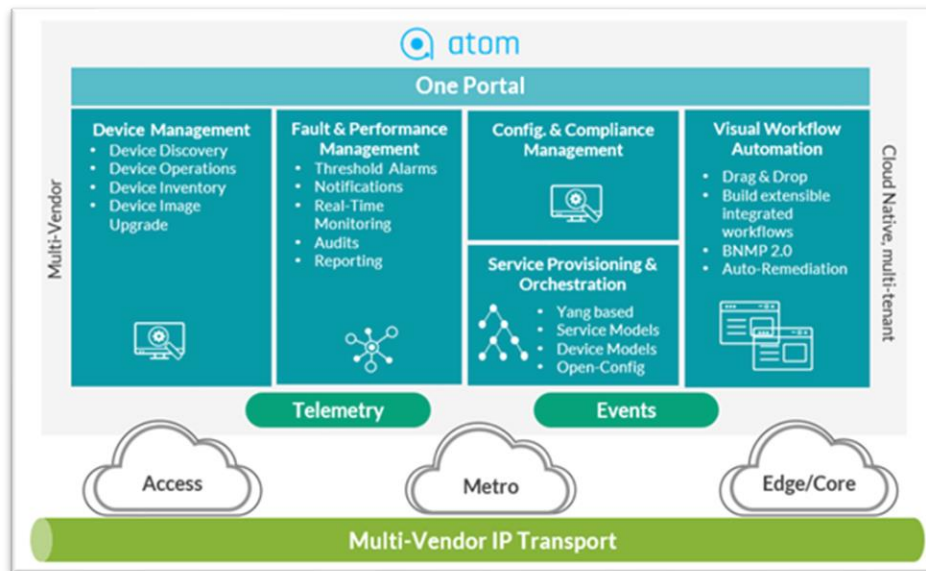 atom
One Portal
Multi-Vendor
Device Management
• Device Discovery
• Device Operations
• Device Inventory
• Device Image
Upgrade
Fault & Performance
Management
• Threshold Alarms
• Notifications
• Real-Time
Monitoring
• Audits
• Reporting
Config. & Compliance
Management
Service Provisioning &
Orchestration
• Yang based
• Service Models
• Device Models
• Open-Config
Visual Workflow
Automation
• Drag & Drop
• Build extensible
integrated
workflows
• BNMP 2.0
• Auto-Remediation
Cloud Native, multi-tenant
Telemetry
Events
Access
Metro
Edge/Core
Multi-Vendor IP Transport